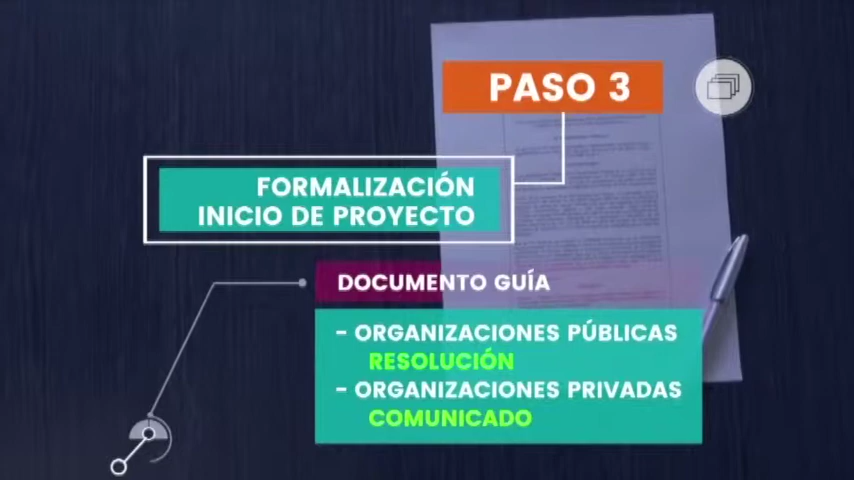 PASO 3
FORMALIZACIÓN
INICIO DE PROYECTO
DOCUMENTO GUÍA
- ORGANIZACIONES PÚBLICAS
RESOLUCIÓN
- ORGANIZACIONES PRIVADAS
COMUNICADO